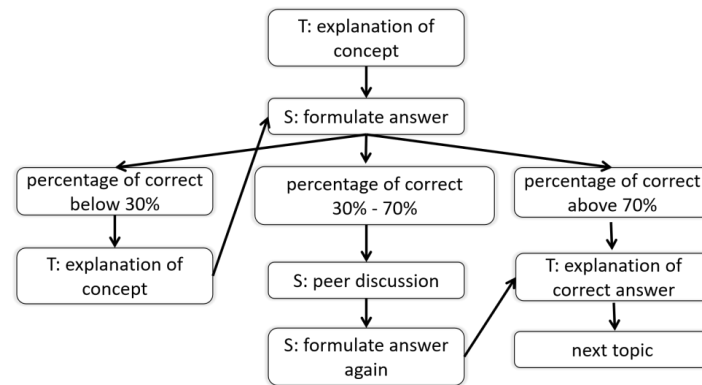 T: explanation of
concept
S: formulate answer
percentage of correct
below 30%
percentage of correct
30% - 70%
percentage of correct
above 70%
T: explanation of
concept
S: peer discussion
T: explanation of
correct answer
S: formulate answer
again
next topic